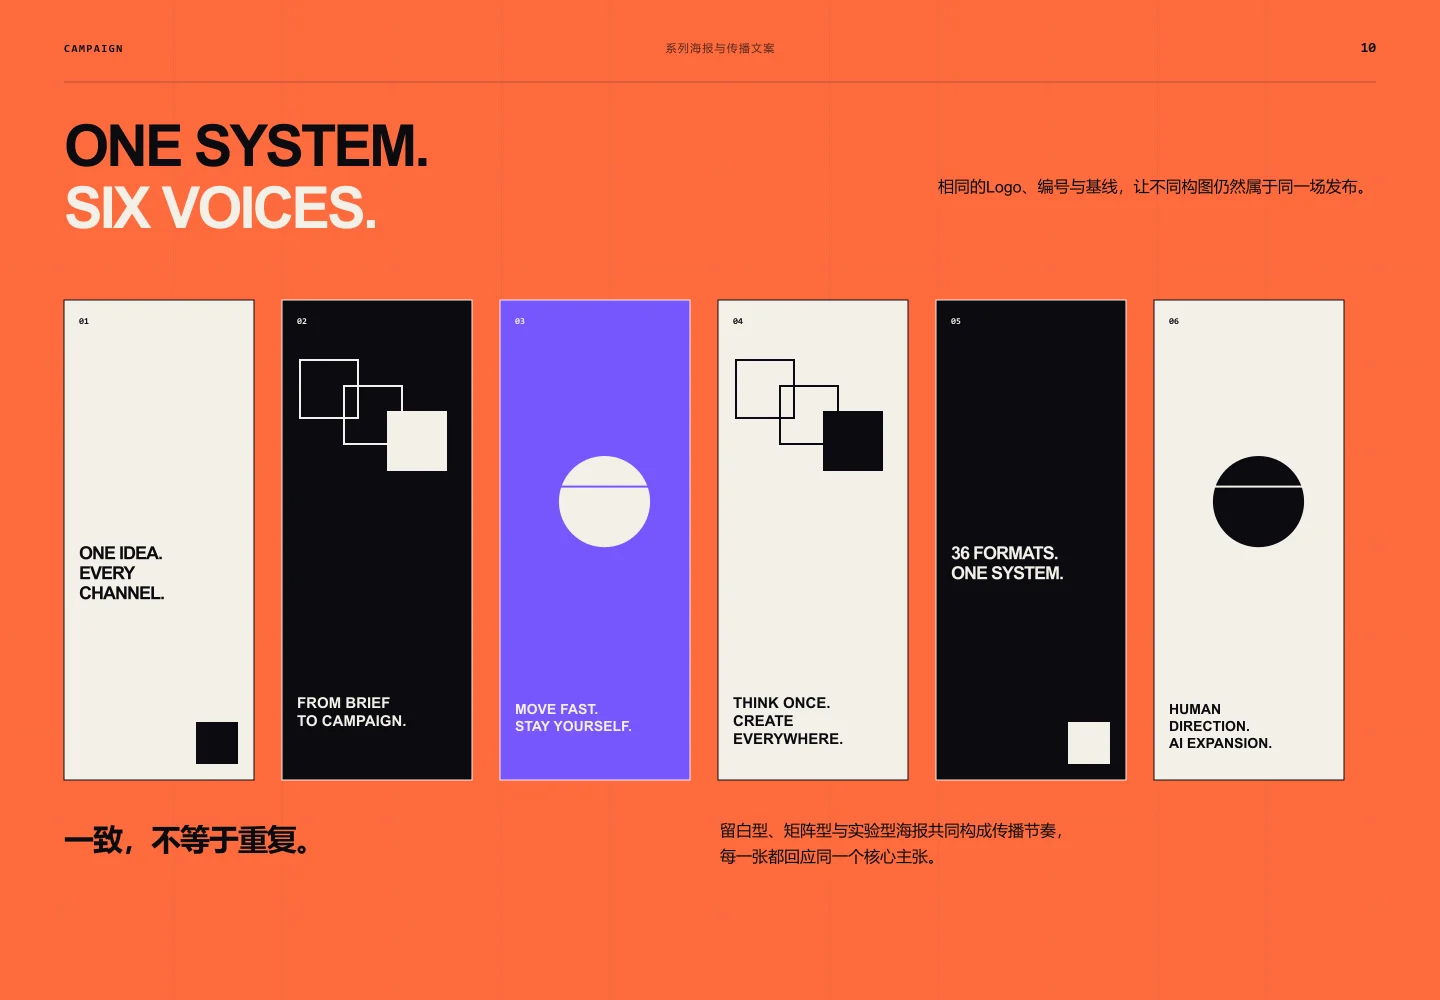 CAMPAIGN
系列海报与传播文案
10
ONE SYSTEM.
SIX VOICES.
相同的Logo、编号与基线，让不同构图仍然属于同一场发布。
01
ONE IDEA.
EVERY
CHANNEL.
02
FROM BRIEF
TO CAMPAIGN.
03
MOVE FAST.
STAY YOURSELF.
04
THINK ONCE.
CREATE
EVERYWHERE.
05
36 FORMATS.
ONE SYSTEM.
06
HUMAN
DIRECTION.
AI EXPANSION.
一致，不等于重复。
留白型、矩阵型与实验型海报共同构成传播节奏，
每一张都回应同一个核心主张。